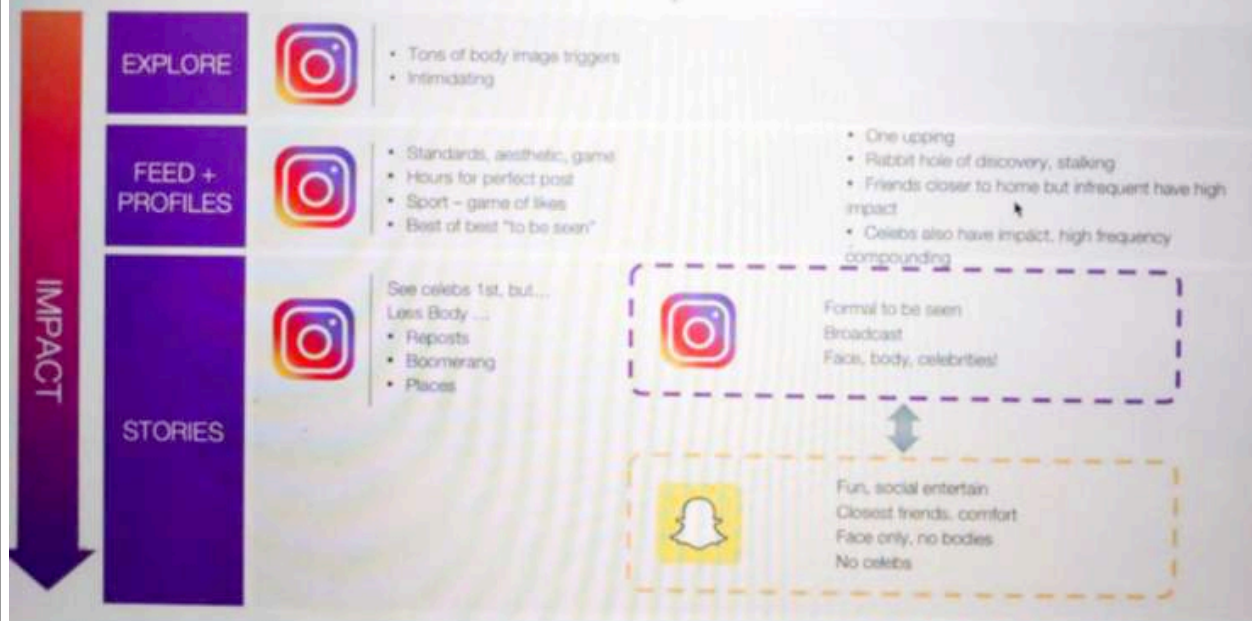 EXPLORE
• Tons of body image triggers
• Intimidating
FEED +
PROFILES
• Standards, aesthetic, game
• Hours for perfect post
• Sport – game of likes
• Best of best "to be seen"
• One upping
• Rabbit hole of discovery, stalking
• Friends closer to home but infrequent have high
impact
• Celebs also have impact, high frequency
compounding
IMPACT
STORIES
See celebs 1st, but...
Less Body ...
• Reposts
• Boomerang
• Places
Formal to be seen
Broadcast
Face, body, celebrities!
Fun, social entertain
Closest friends, comfort
Face only, no bodies
No celebs